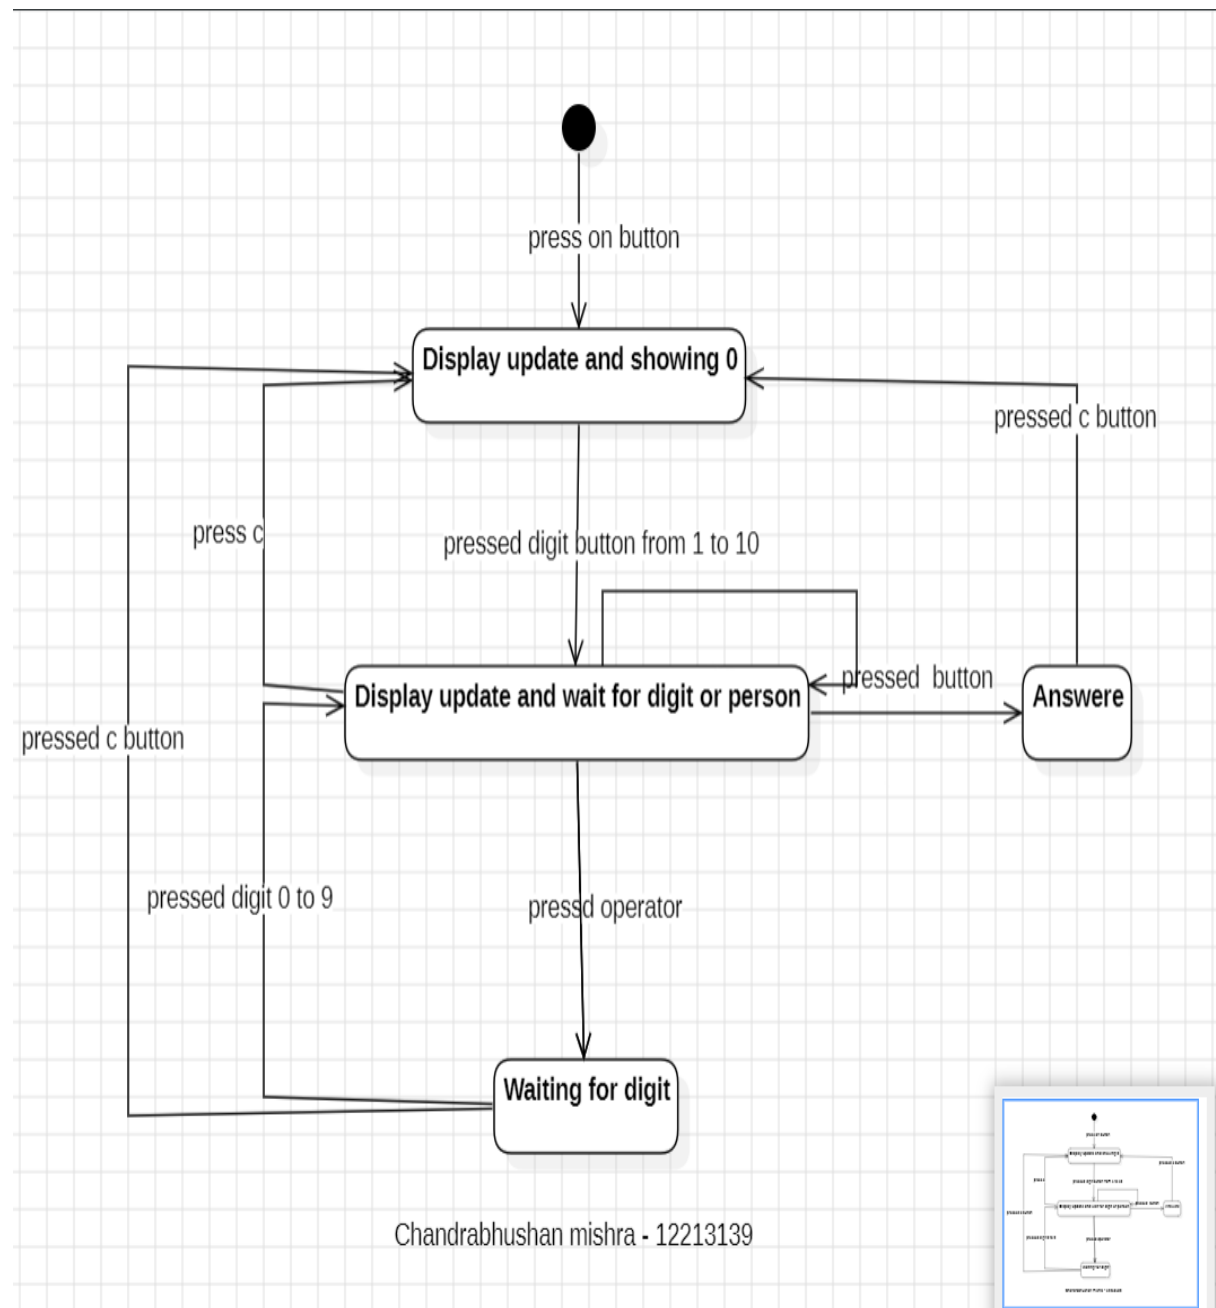 press on button
Display update and showing 0
pressed c button
press c
pressed digit button from 1 to 10
pressed  button
Display update and wait for digit or person
Answere
pressed c button
pressed digit 0 to 9
pressd operator
Waiting for digit
Chandrabhushan mishra - 12213139